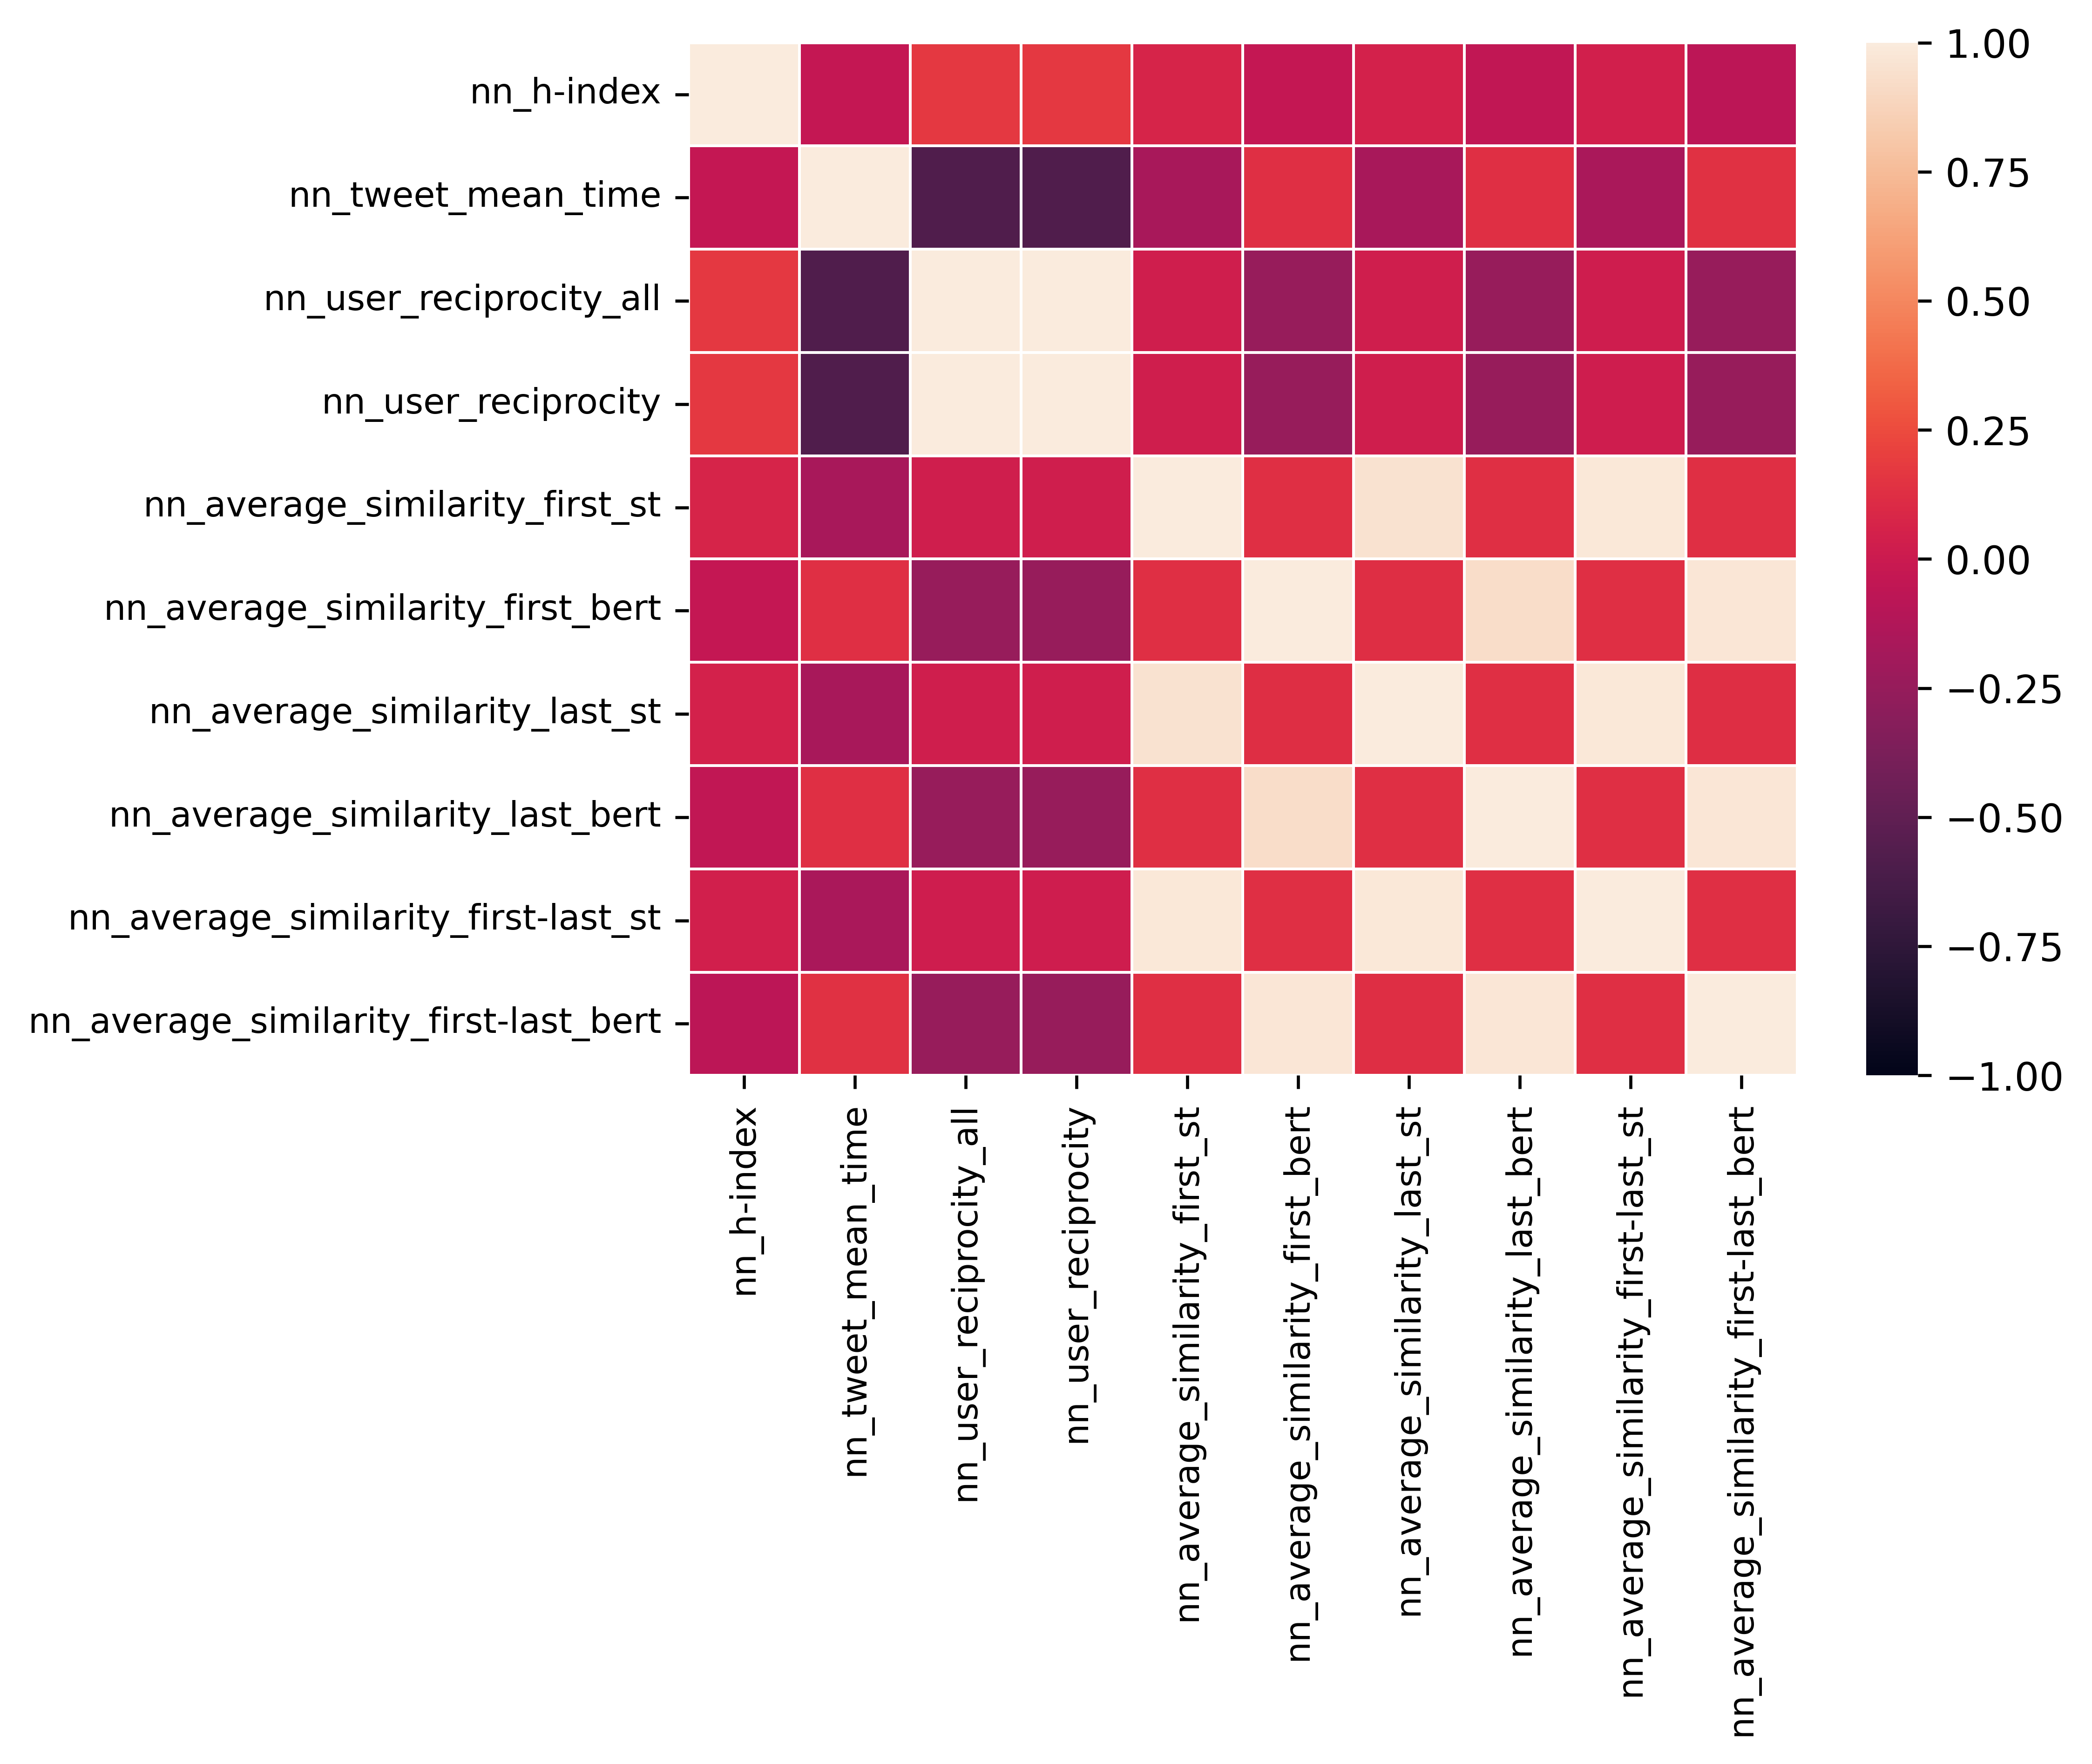 nn_h-index
nn_tweet_mean_time
nn_user_reciprocity_all
nn_user_reciprocity
nn_average_similarity_first_st
nn_average_similarity_first_bert
nn_average_similarity_last_st
nn_average_similarity_last_bert
nn_average_similarity_first-last_st
nn_average_similarity_first-last_bert
nn_h-index
nn_tweet_mean_time
nn_user_reciprocity_all
nn_user_reciprocity
nn_average_similarity_first_st
nn_average_similarity_first_bert
nn_average_similarity_last_st
nn_average_similarity_last_bert
nn_average_similarity_first-last_st
nn_average_similarity_first-last_bert
1.00
0.75
0.50
0.25
0.00
−0.25
−0.50
−0.75
−1.00